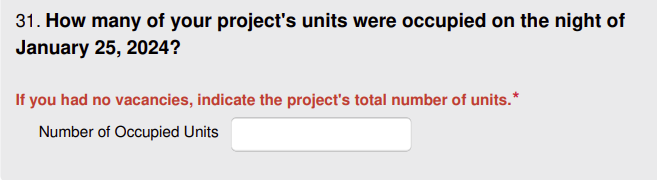 31. How many of your project's units were occupied on the night of
January 25, 2024?
If you had no vacancies, indicate the project's total number of units.*
Number of Occupied Units